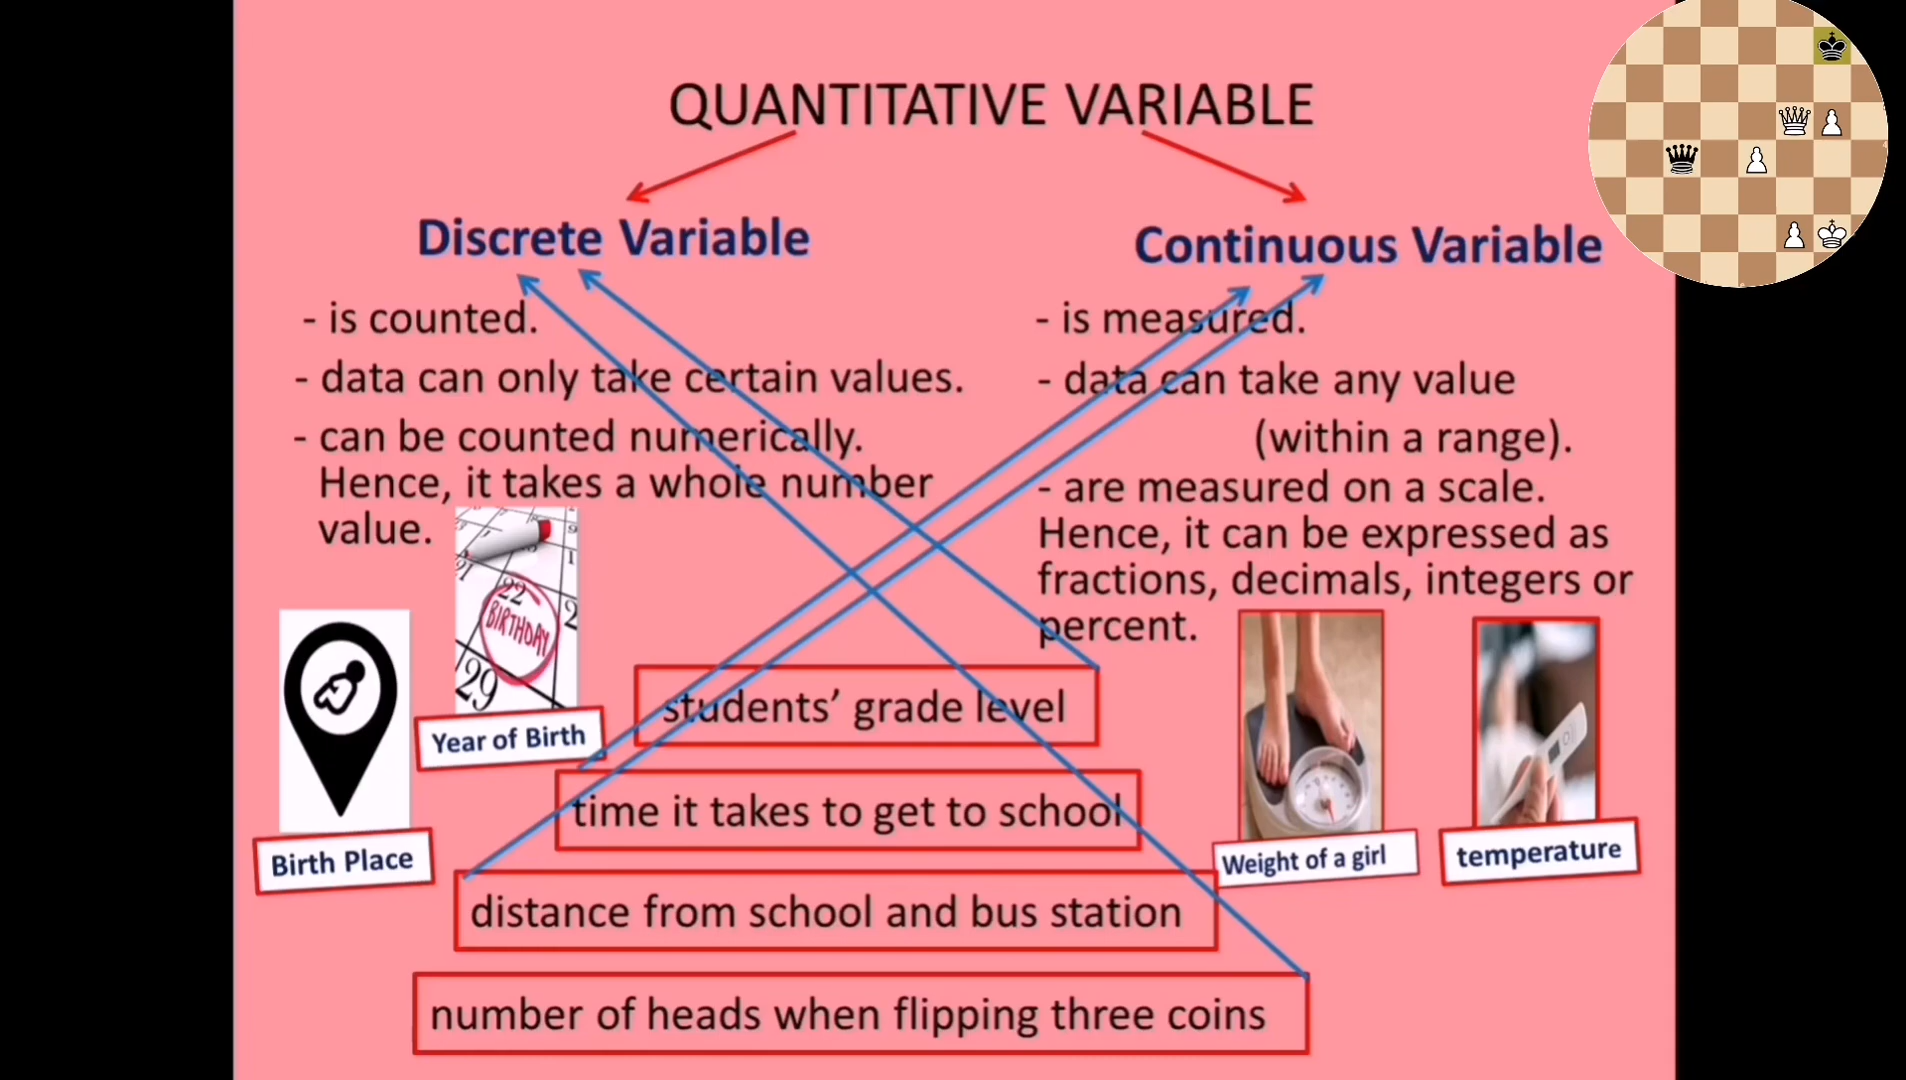 QUANTITATIVE VARIABLE
Discrete Variable
- is counted.
- data can only take certain values.
- can be counted numerically.
Hence, it takes a whole number
value.
Continuous Variable
- is measured.
- data can take any value
(within a range).
- are measured on a scale.
Hence, it can be expressed as
fractions, decimals, integers or
percent.
21
22
BIRTHDAY
29
Year of Birth
Birth Place
students’ grade level
time it takes to get to school
distance from school and bus station
number of heads when flipping three coins
Weight of a girl
temperature